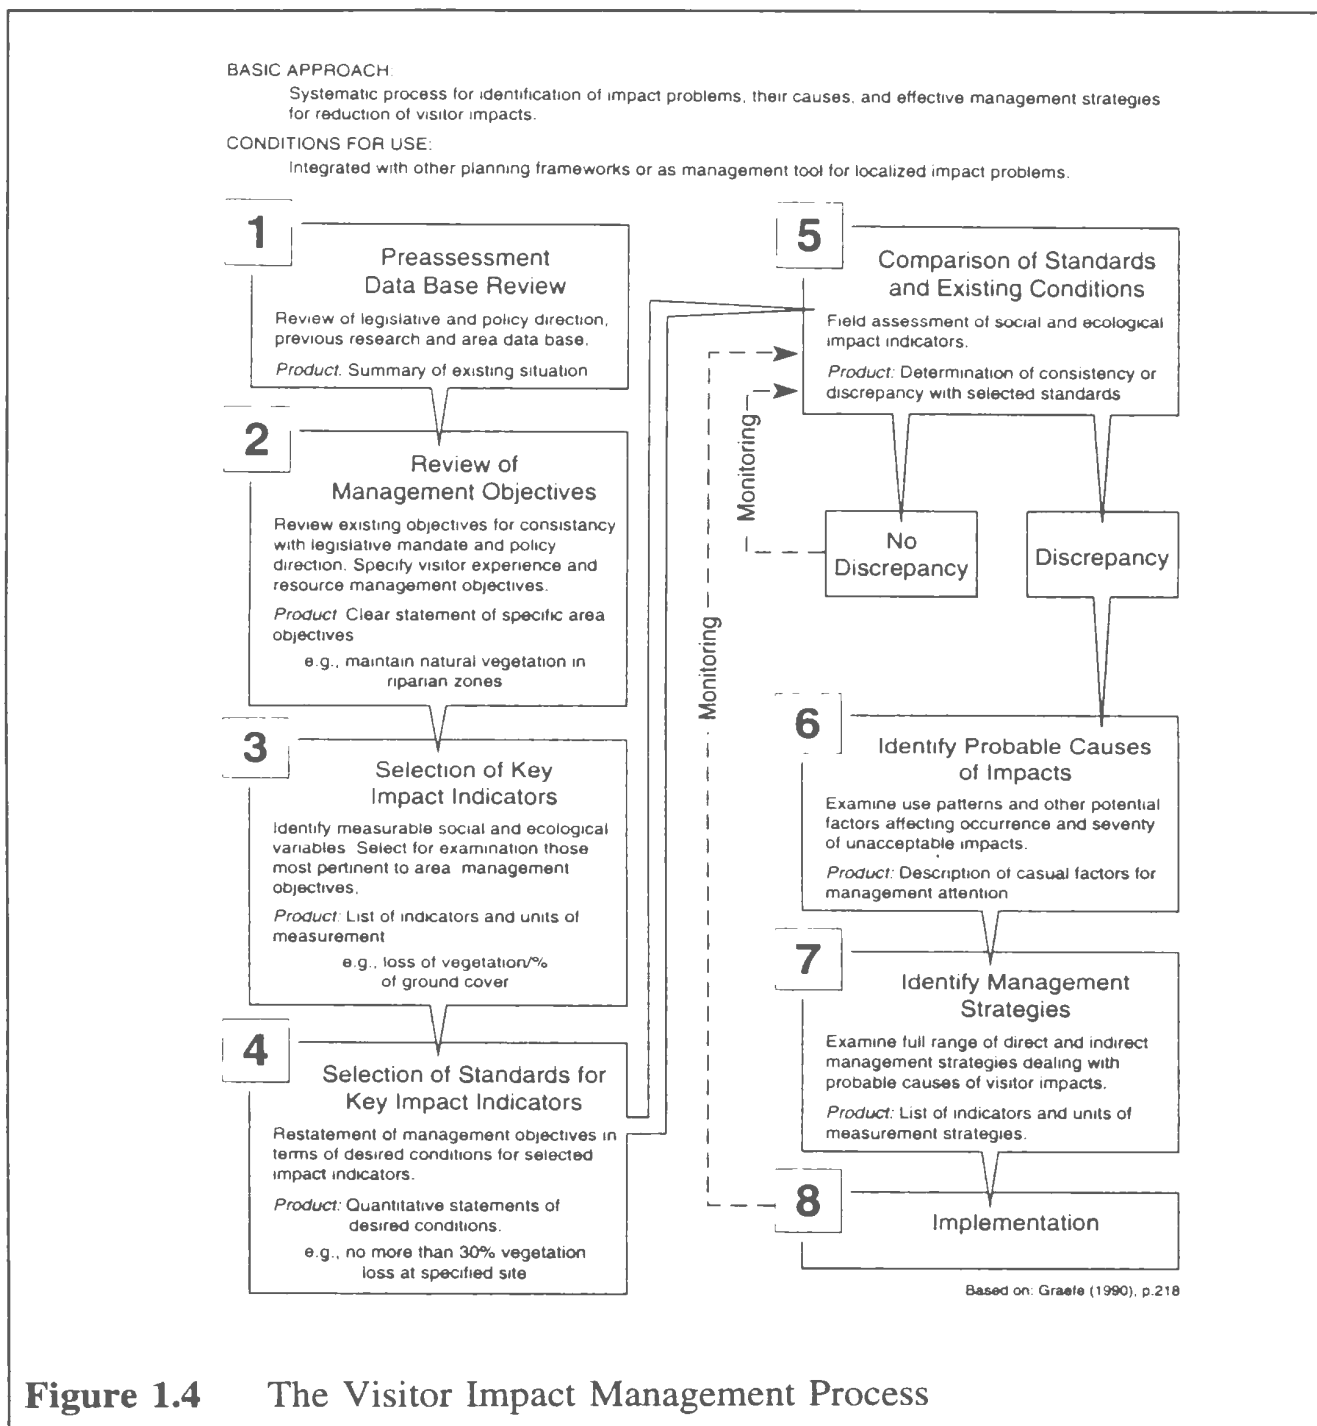 BASIC APPROACH:
Systematic process for identification of impact problems, their causes, and effective management strategies
for reduction of visitor impacts.
CONDITIONS FOR USE:
Integrated with other planning frameworks or as management tool for localized impact problems.
1
Preassessment
Data Base Review
Review of legislative and policy direction,
previous research and area data base.
Product: Summary of existing situation
2
Review of
Management Objectives
Review existing objectives for consistancy
with legislative mandate and policy
direction. Specify visitor experience and
resource management objectives.
Product: Clear statement of specific area
objectives
e.g., maintain natural vegetation in
riparian zones
3
Selection of Key
Impact Indicators
Identify measurable social and ecological
variables. Select for examination those
most pertinent to area management
objectives.
Product: List of indicators and units of
measurement
e.g., loss of vegetation/%
of ground cover
4
Selection of Standards for
Key Impact Indicators
Restatement of management objectives in
terms of desired conditions for selected
impact indicators.
Product: Quantitative statements of
desired conditions.
e.g., no more than 30% vegetation
loss at specified site
5
Comparison of Standards
and Existing Conditions
Field assessment of social and ecological
impact indicators.
Product: Determination of consistency or
discrepancy with selected standards
Monitoring
Monitoring
No
Discrepancy
Discrepancy
6
Identify Probable Causes
of Impacts
Examine use patterns and other potential
factors affecting occurrence and severity
of unacceptable impacts.
Product: Description of casual factors for
management attention
7
Identify Management
Strategies
Examine full range of direct and indirect
management strategies dealing with
probable causes of visitor impacts.
Product: List of indicators and units of
measurement strategies.
8
Implementation
Based on: Graefe (1990), p.218
Figure 1.4 The Visitor Impact Management Process